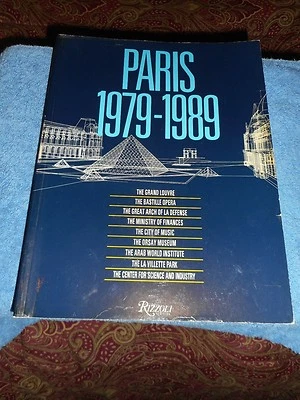 PARIS
1979-1989
THE GRAND LOUVRE
THE BASTILLE OPERA
THE GREAT ARCH OF LA DEFENSE
THE MINISTRY OF FINANCES
THE CITY OF MUSIC
THE ORSAY MUSEUM
THE ARAB WORLD INSTITUTE
THE LA VILLETTE PARK
THE CENTER FOR SCIENCE AND INDUSTRY
RIZZOLI